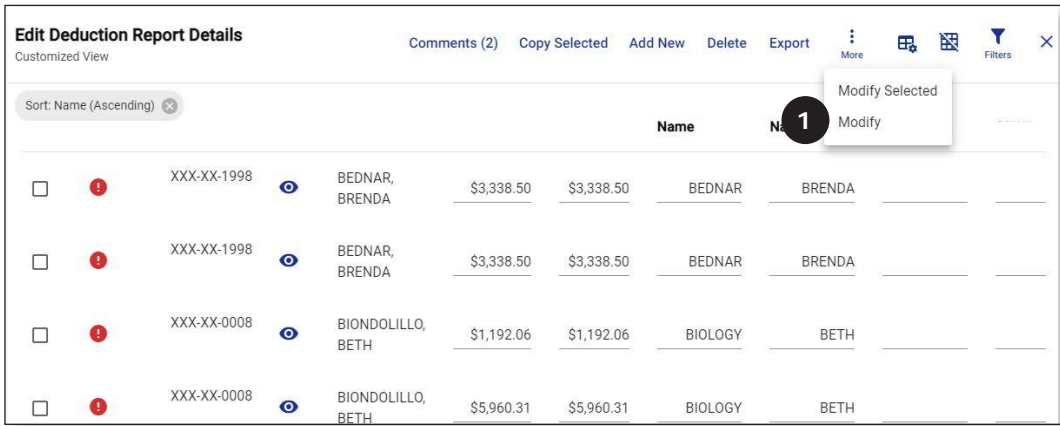 Edit Deduction Report Details
Customized View
Comments (2) Copy Selected Add New Delete Export More Filters
Modify Selected
Modify
1
Sort: Name (Ascending)
Name
XXX-XX-1998 BEDNAR, BRENDA $3,338.50 $3,338.50 BEDNAR BRENDA
XXX-XX-1998 BEDNAR, BRENDA $3,338.50 $3,338.50 BEDNAR BRENDA
XXX-XX-0008 BIONDOLILLO, BETH $1,192.06 $1,192.06 BIOLOGY BETH
XXX-XX-0008 BIONDOLILLO, BETH $5,960.31 $5,960.31 BIOLOGY BETH